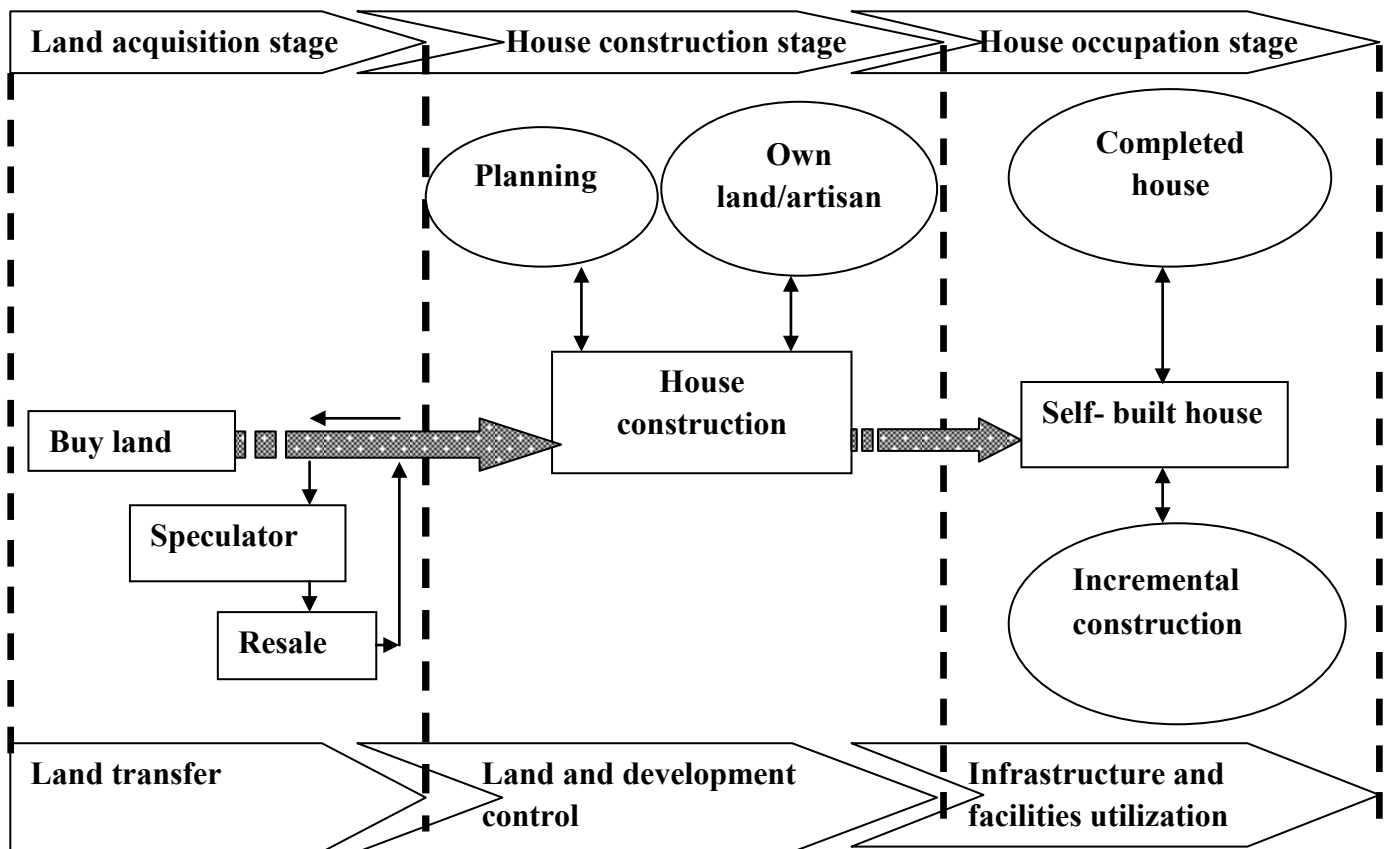 Land acquisition stage
House construction stage
House occupation stage
Planning
Own
land/artisan
Completed
house
Buy land
House
construction
Self- built house
Speculator
Resale
Incremental
construction
Land transfer
Land and development
control
Infrastructure and
facilities utilization